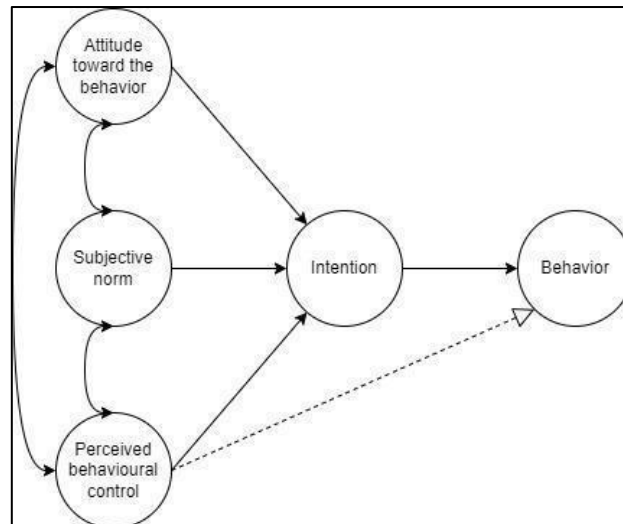 Attitude
toward the
behavior
Subjective
norm
Intention
Behavior
Perceived
behavioural
control